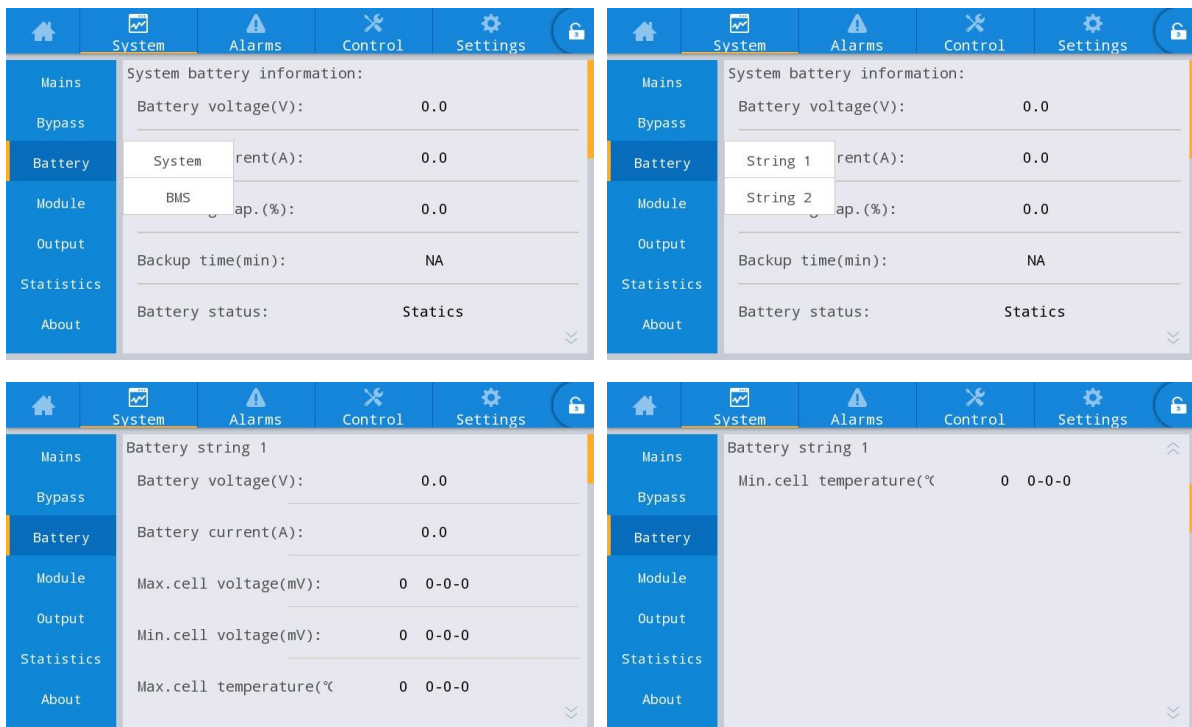 System Alarms Control Settings
Mains
Bypass
Battery
Module
Output
Statistics
About
System battery information:
Battery voltage(V): 0.0
System rent(A): 0.0
BMS ap.(%): 0.0
Backup time(min): NA
Battery status: Statics
System Alarms Control Settings
Mains
Bypass
Battery
Module
Output
Statistics
About
System battery information:
Battery voltage(V): 0.0
String 1 rent(A): 0.0
String 2 ap.(%): 0.0
Backup time(min): NA
Battery status: Statics
System Alarms Control Settings
Mains
Bypass
Battery
Module
Output
Statistics
About
Battery string 1
Battery voltage(V): 0.0
Battery current(A): 0.0
Max.cell voltage(mV): 0 0-0-0
Min.cell voltage(mV): 0 0-0-0
Max.cell temperature(℃ 0 0-0-0
System Alarms Control Settings
Mains
Bypass
Battery
Module
Output
Statistics
About
Battery string 1
Min.cell temperature(℃ 0 0-0-0